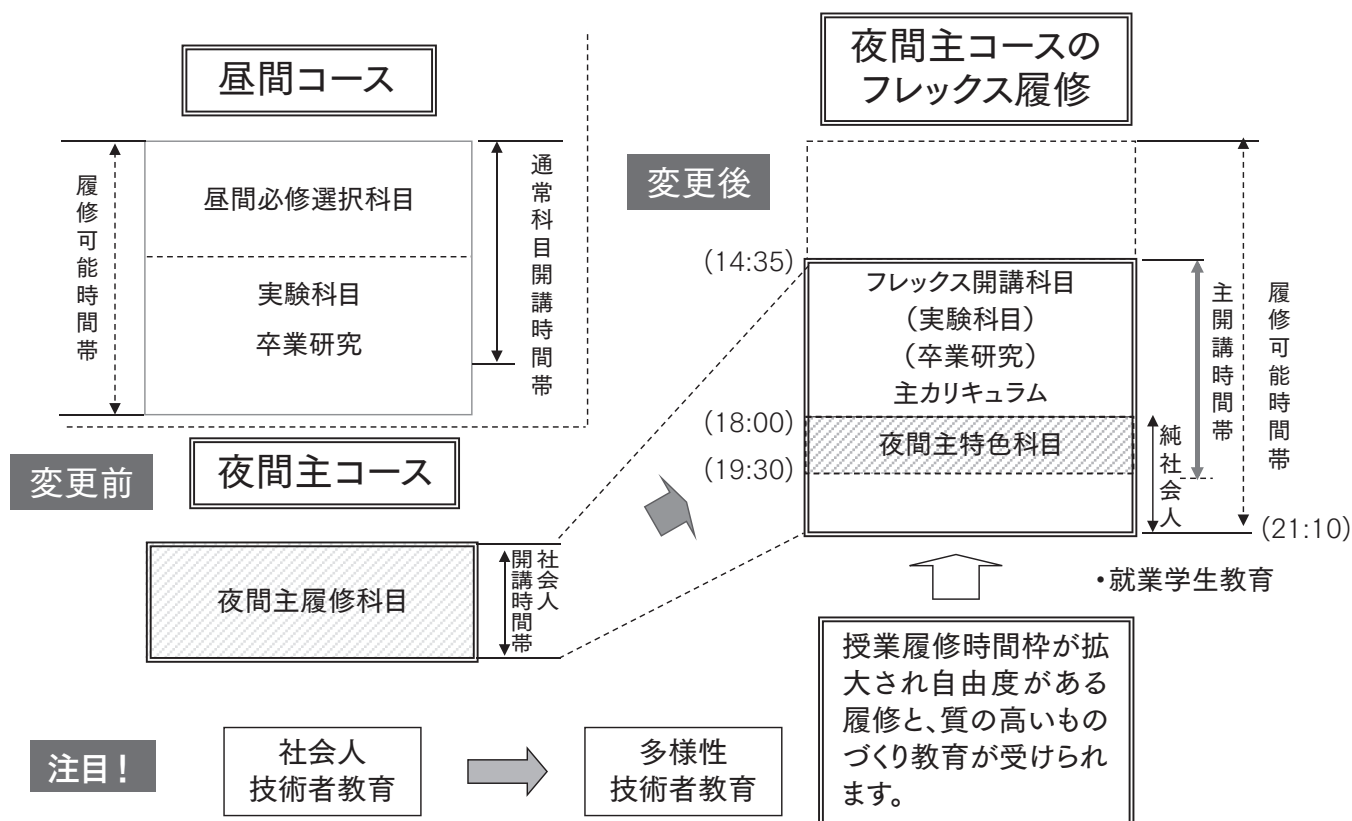 昼間コース
履修可能時間帯
昼間必修選択科目
実験科目
卒業研究
通常科目開講時間帯
変更前
夜間主コース
夜間主履修科目
社会人
開講時間帯
夜間主コースの
フレックス履修
変更後
(14:35)
フレックス開講科目
(実験科目)
(卒業研究)
主カリキュラム
(18:00)
夜間主特色科目
(19:30)
純社会人
主開講時間帯
履修可能時間帯
(21:10)
・就業学生教育
授業履修時間枠が拡
大され自由度がある
履修と、質の高いもの
づくり教育が受けられ
ます。
注目!
社会人
技術者教育
多様性
技術者教育